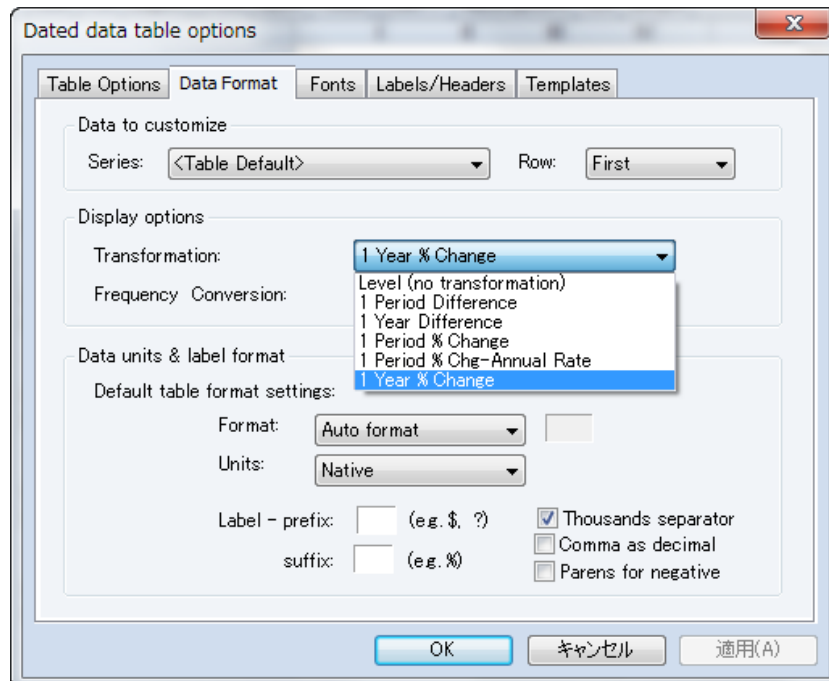 Dated data table options
x
Table Options Data Format Fonts Labels/Headers Templates
Data to customize
Series: <Table Default> Row: First
Display options
Transformation: 1 Year % Change
Level (no transformation)
Frequency Conversion:
1 Period Difference
1 Year Difference
1 Period % Change
1 Period % Chg-Annual Rate
1 Year % Change
Data units & label format
Default table format settings:
Format: Auto format
Units: Native
Label - prefix: (e.g. $, ?) Thousands separator
Comma as decimal
suffix: (e.g. %)
Parens for negative
OK キャンセル 適用(A)